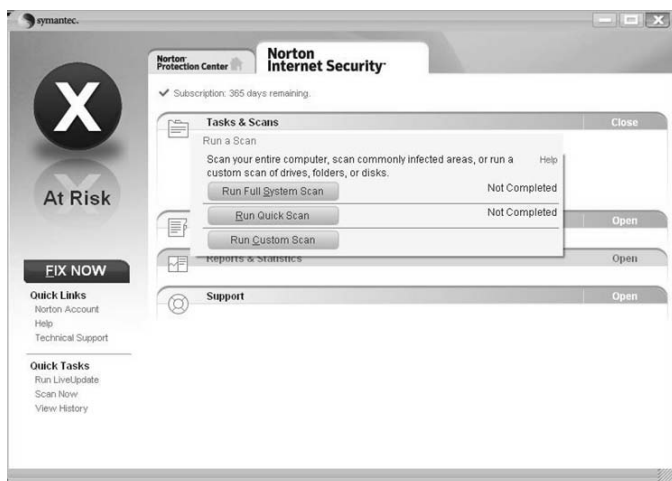 symantec.
Norton™
Protection Center
Norton
Internet Security™
Subscription: 365 days remaining.
X
At Risk
FIX NOW
Quick Links
Norton Account
Help
Technical Support
Quick Tasks
Run LiveUpdate
Scan Now
View History
Tasks & Scans
Close
Run a Scan
Scan your entire computer, scan commonly infected areas, or run a
custom scan of drives, folders, or disks.
Help
Run Full System Scan
Not Completed
Run Quick Scan
Not Completed
Run Custom Scan
Open
Reports & Statistics
Open
Support
Open